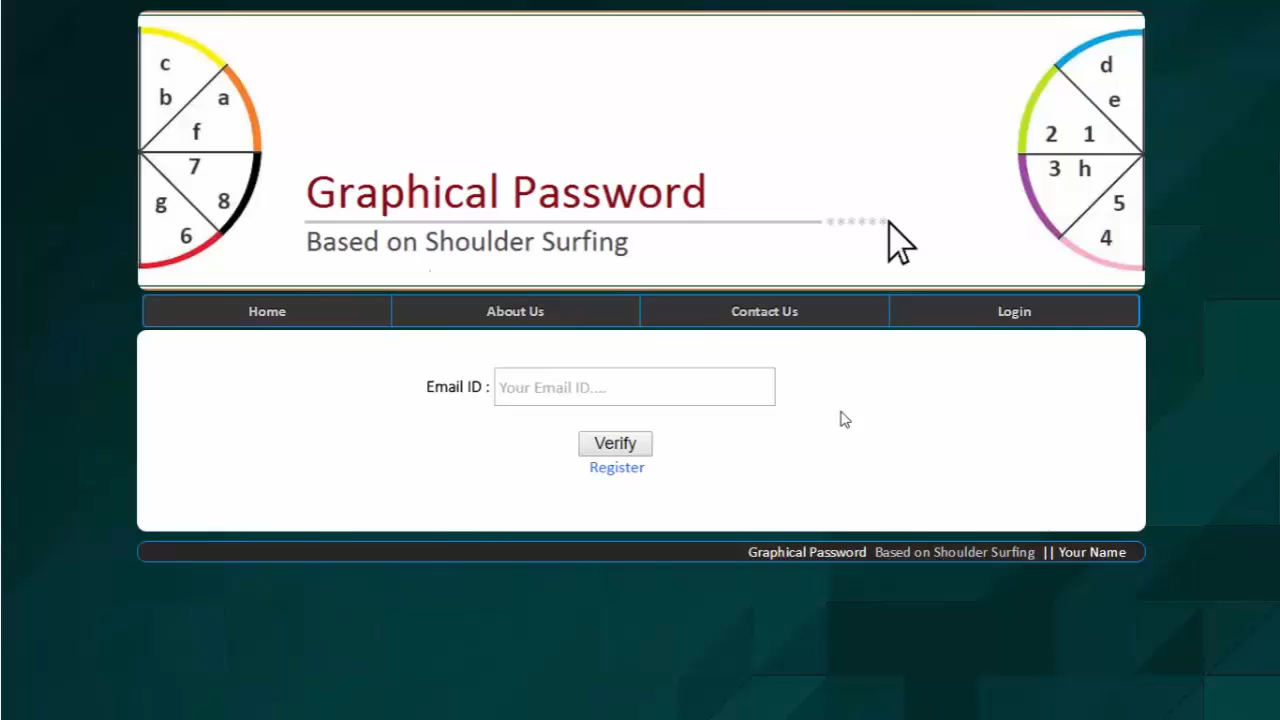 c
b
a
f
7
g
8
6
d
e
2 1
3 h
5
4
Graphical Password
******
Based on Shoulder Surfing
Home
About Us
Contact Us
Login
Email ID :
Your Email ID....
Verify
Register
Graphical Password Based on Shoulder Surfing || Your Name